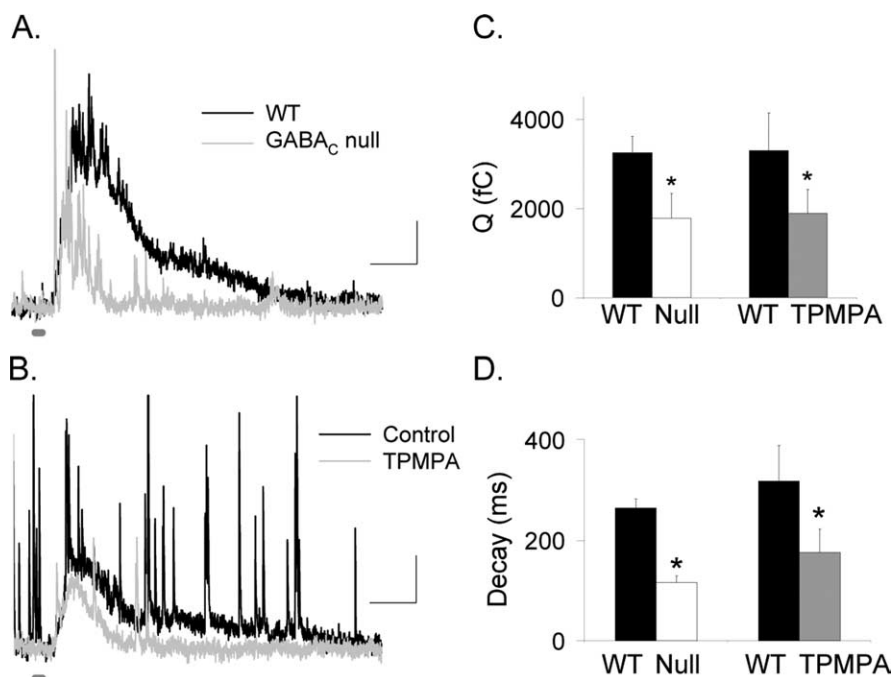 A.
WT
GABAC null
B.
Control
TPMPA
C.
Q (fC)
4000
2000
0
*
*
WT Null WT TPMPA
D.
Decay (ms)
400
200
0
*
*
WT Null WT TPMPA